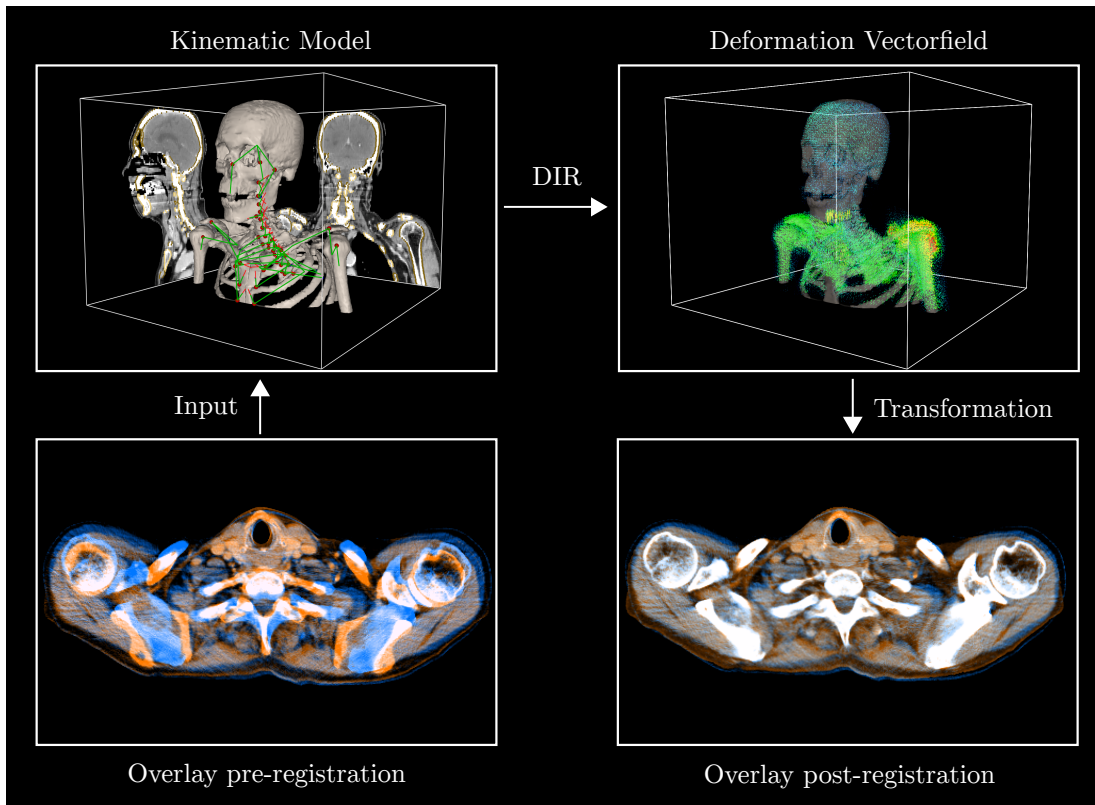 Kinematic Model
Deformation Vectorfield
DIR
Input
Transformation
Overlay pre-registration
Overlay post-registration